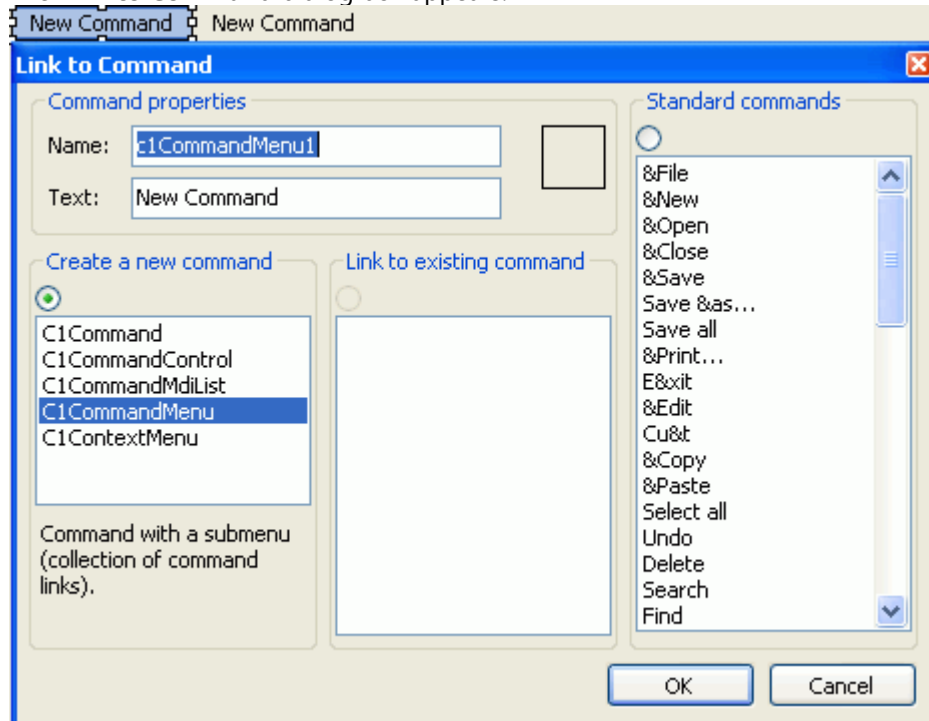 New Command New Command
Link to Command
Command properties
Name: c1CommandMenu1
Text: New Command
Create a new command
C1Command
C1CommandControl
C1CommandMdiList
C1CommandMenu
C1ContextMenu
Command with a submenu
(collection of command
links).
Link to existing command
Standard commands
&File
&New
&Open
&Close
&Save
Save &as...
Save all
&Print...
E&xit
&Edit
Cu&t
&Copy
&Paste
Select all
Undo
Delete
Search
Find
OK Cancel